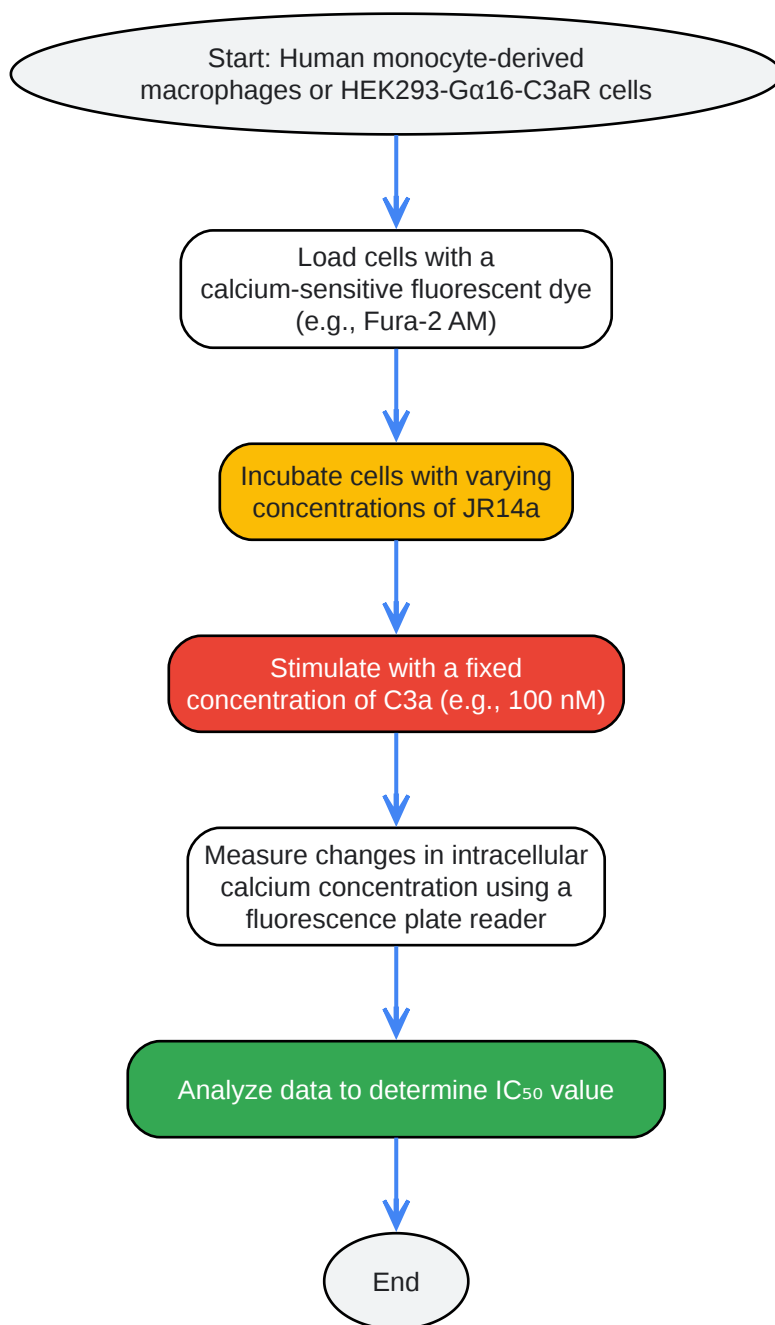 Start: Human monocyte-derived
macrophages or HEK293-Gα16-C3aR cells
Load cells with a
calcium-sensitive fluorescent dye
(e.g., Fura-2 AM)
Incubate cells with varying
concentrations of JR14a
Stimulate with a fixed
concentration of C3a (e.g., 100 nM)
Measure changes in intracellular
calcium concentration using a
fluorescence plate reader
Analyze data to determine IC₅₀ value
End